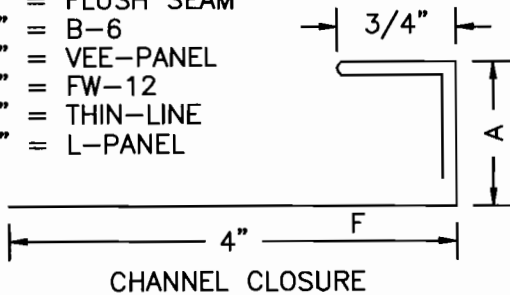 " = FLUSH SEAM
" = B-6
" = VEE-PANEL
" = FW-12
" = THIN-LINE
" = L-PANEL
3/4"
A
F
4"
CHANNEL CLOSURE